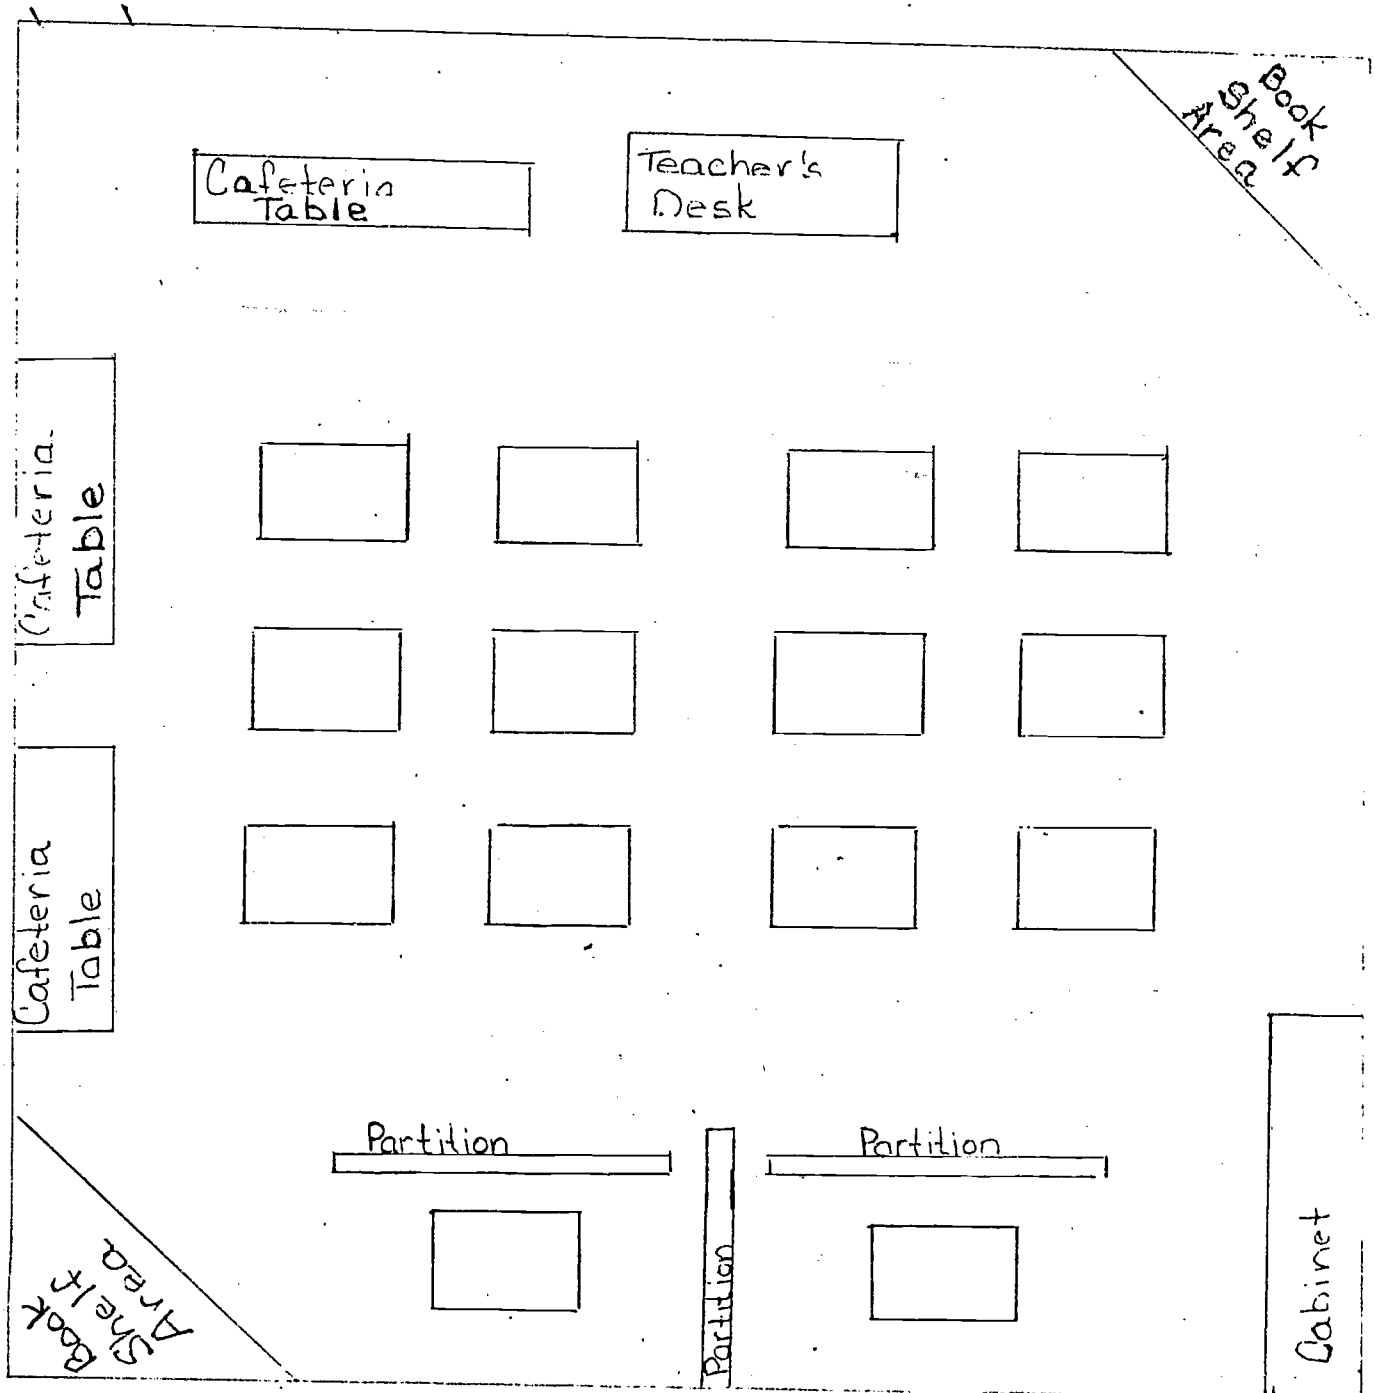 Cafeteria
Table
Teacher's
Desk
Book
Shelf
Area
Cafeteria
Table
Cafeteria
Table
Partition
Partition
Partition
Book
Shelf
Area
Cabinet